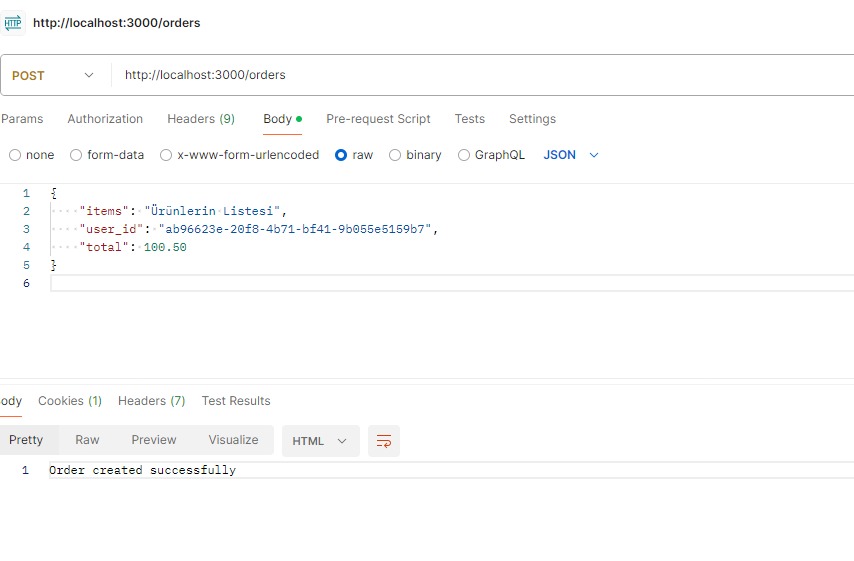 HTTP http://localhost:3000/orders
POST http://localhost:3000/orders
Params Authorization Headers (9) Body Pre-request Script Tests Settings
none form-data x-www-form-urlencoded raw binary GraphQL JSON
1 {
2 "items": "Ürünlerin Listesi",
3 "user_id": "ab96623e-20f8-4b71-bf41-9b055e5159b7",
4 "total": 100.50
5 }
6
ody Cookies (1) Headers (7) Test Results
Pretty Raw Preview Visualize HTML
1 Order created successfully